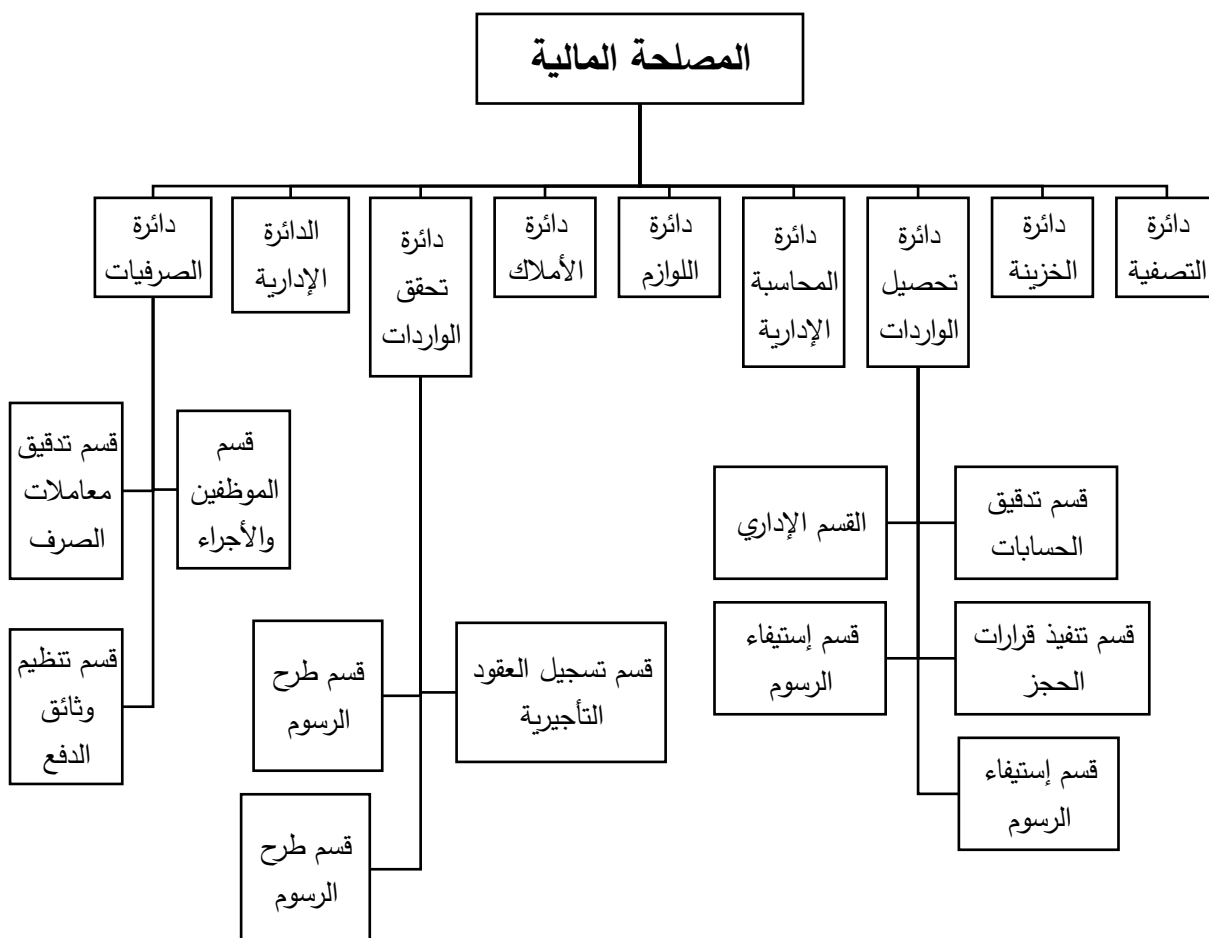 المصلحة المالية
دائرة
التصفية
دائرة
الخزينة
دائرة
تحصيل
الواردات
دائرة
المحاسبة
الإدارية
دائرة
اللوازم
دائرة
الأملاك
دائرة
تحقق
الواردات
الدائرة
الإدارية
دائرة
الصرفيات
قسم تدقيق
الحسابات
القسم الإداري
قسم تنفيذ قرارات
الحجز
قسم إستيفاء
الرسوم
قسم إستيفاء
الرسوم
قسم تسجيل العقود
التأجيرية
قسم طرح
الرسوم
قسم طرح
الرسوم
قسم
الموظفين
والأجراء
قسم تدقيق
معاملات
الصرف
قسم تنظيم
وثائق
الدفع